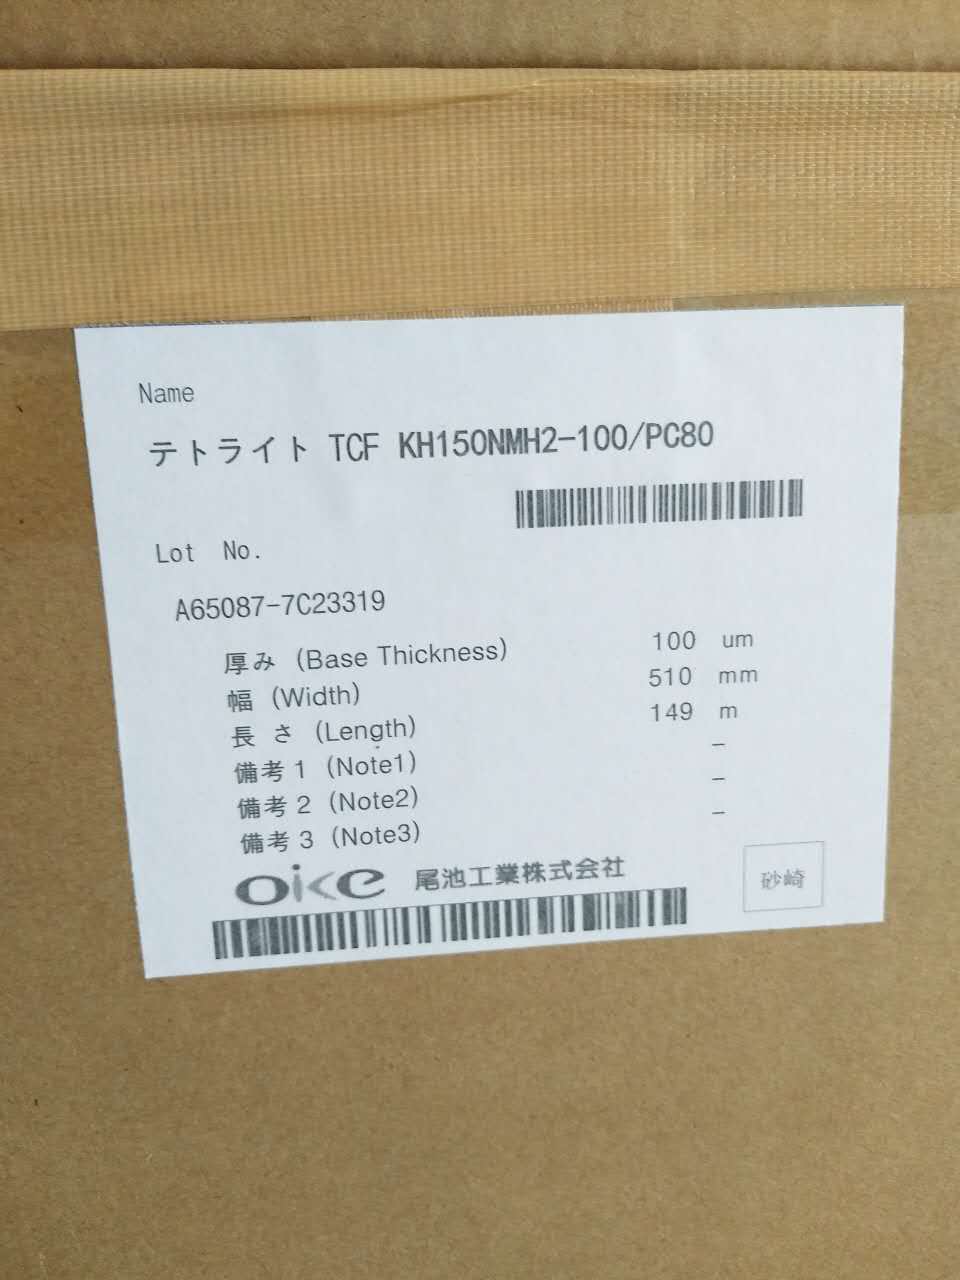 Name
テトライト TCF KH150NMH2-100/PC80
Lot No.
A65087-7C23319
厚み (Base Thickness) 100 um
幅 (Width) 510 mm
長さ (Length) 149 m
備考1 (Note1) -
備考2 (Note2) -
備考3 (Note3) -
oike 尾池工業株式会社
砂崎